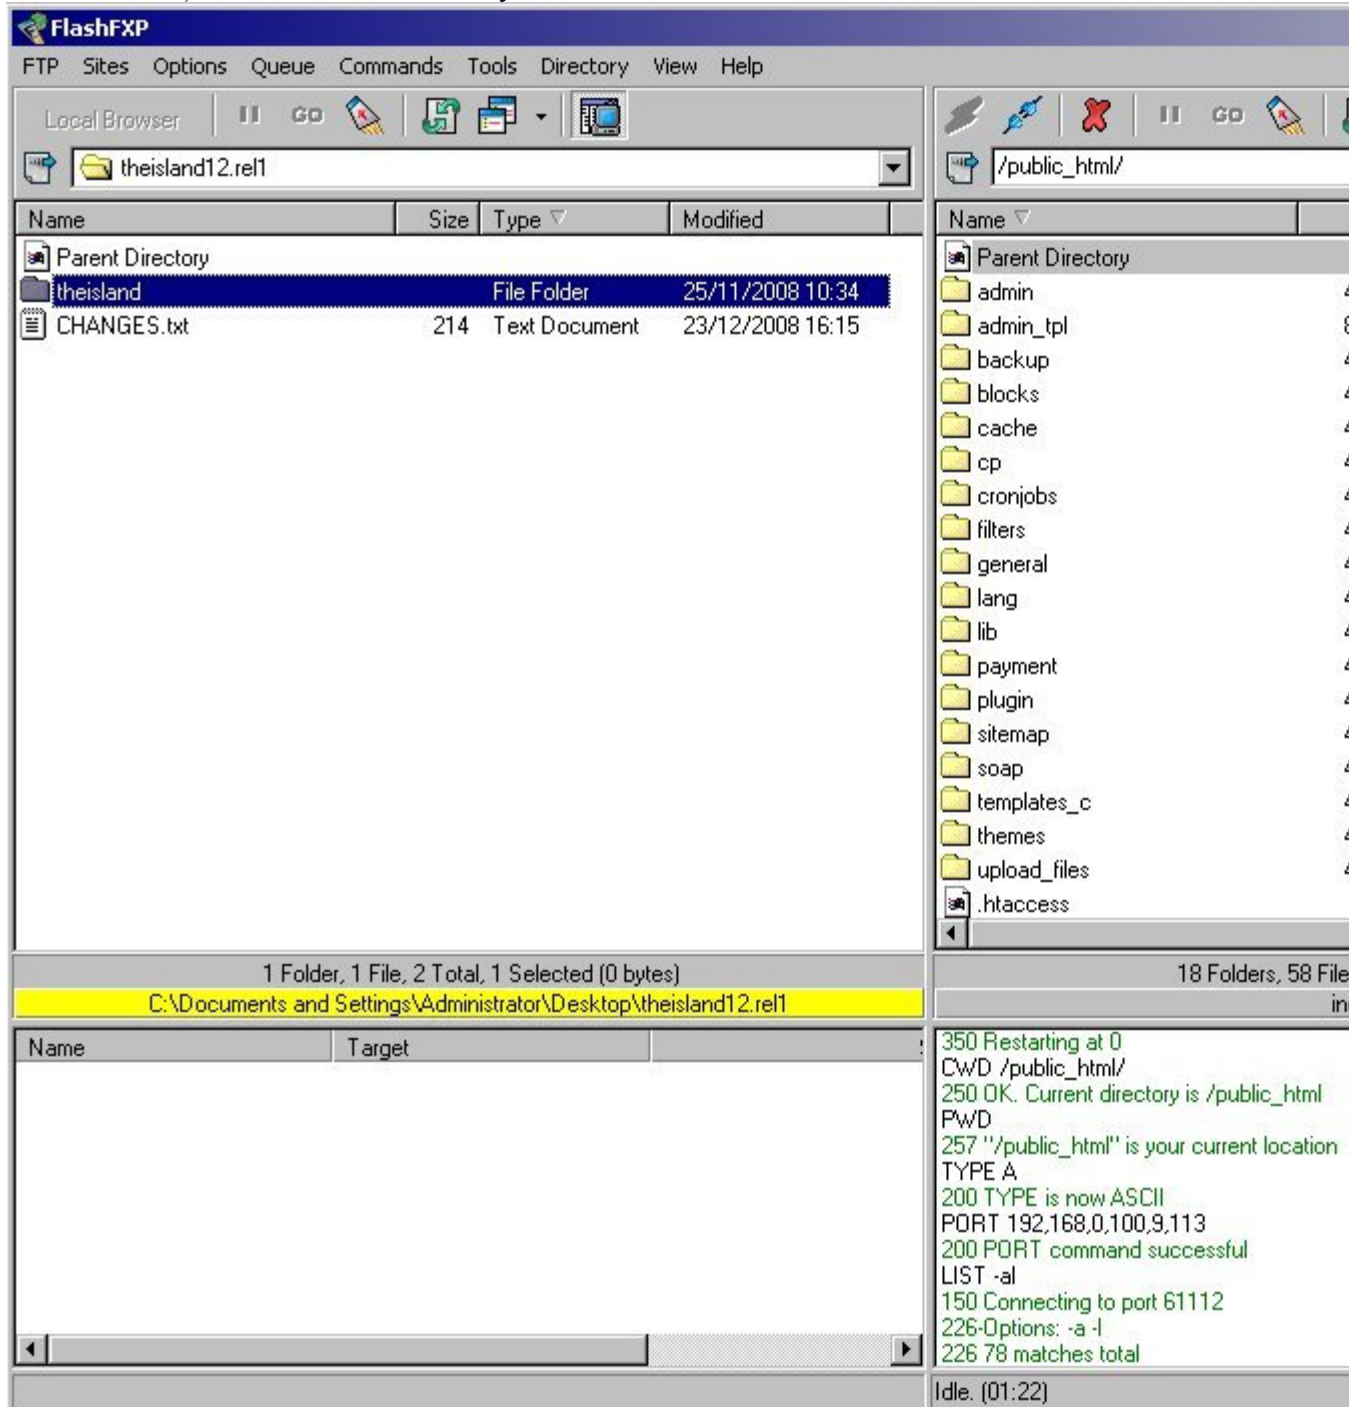 FlashFXP
FTP Sites Options Queue Commands Tools Directory View Help
Local Browser GO
GO
theisland12.rel1
/public_html/
Name Size Type Modified
Parent Directory
theisland File Folder 25/11/2008 10:34
CHANGES.txt 214 Text Document 23/12/2008 16:15
1 Folder, 1 File, 2 Total, 1 Selected (0 bytes)
C:\Documents and Settings\Administrator\Desktop\theisland12.rel1
Name Target
Name
Parent Directory
admin
admin_tpl
backup
blocks
cache
cp
cronjobs
filters
general
lang
lib
payment
plugin
sitemap
soap
templates_c
themes
upload_files
.htaccess
18 Folders, 58 File
350 Restarting at 0
CWD /public_html/
250 OK. Current directory is /public_html
PWD
257 "/public_html" is your current location
TYPE A
200 TYPE is now ASCII
PORT 192,168,0,100,9,113
200 PORT command successful
LIST -al
150 Connecting to port 61112
226-Options: -a -l
226 78 matches total
Idle. (01:22)